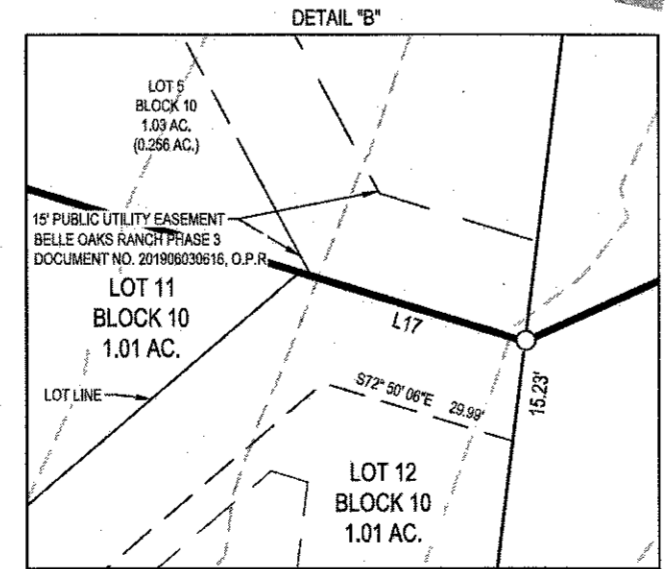 DETAIL "B"
LOT 5
BLOCK 10
1.03 AC.
(0.256 AC.)
15' PUBLIC UTILITY EASEMENT
BELLE OAKS RANCH PHASE 3
DOCUMENT NO. 201906030616, O.P.R.
LOT 11
BLOCK 10
1.01 AC.
L17
LOT LINE
S72° 50' 06"E 29.99'
15.23'
LOT 12
BLOCK 10
1.01 AC.